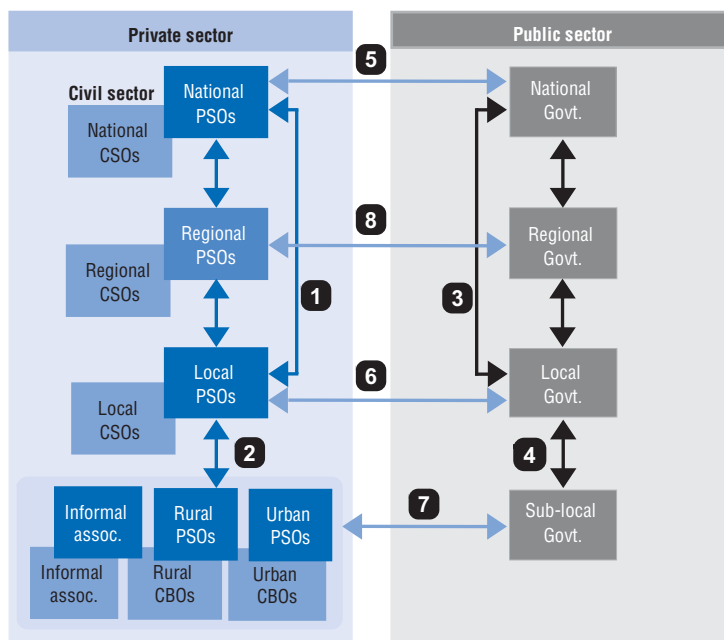 Private sector
Public sector
5
Civil sector
National
PSOs
National
Govt.
National
CSOs
Regional
PSOs
8
Regional
Govt.
Regional
CSOs
1
3
Local
PSOs
6
Local
Govt.
Local
CSOs
2
4
Informal
assoc.
Rural
PSOs
Urban
PSOs
7
Sub-local
Govt.
Informal
assoc.
Rural
CBOs
Urban
CBOs